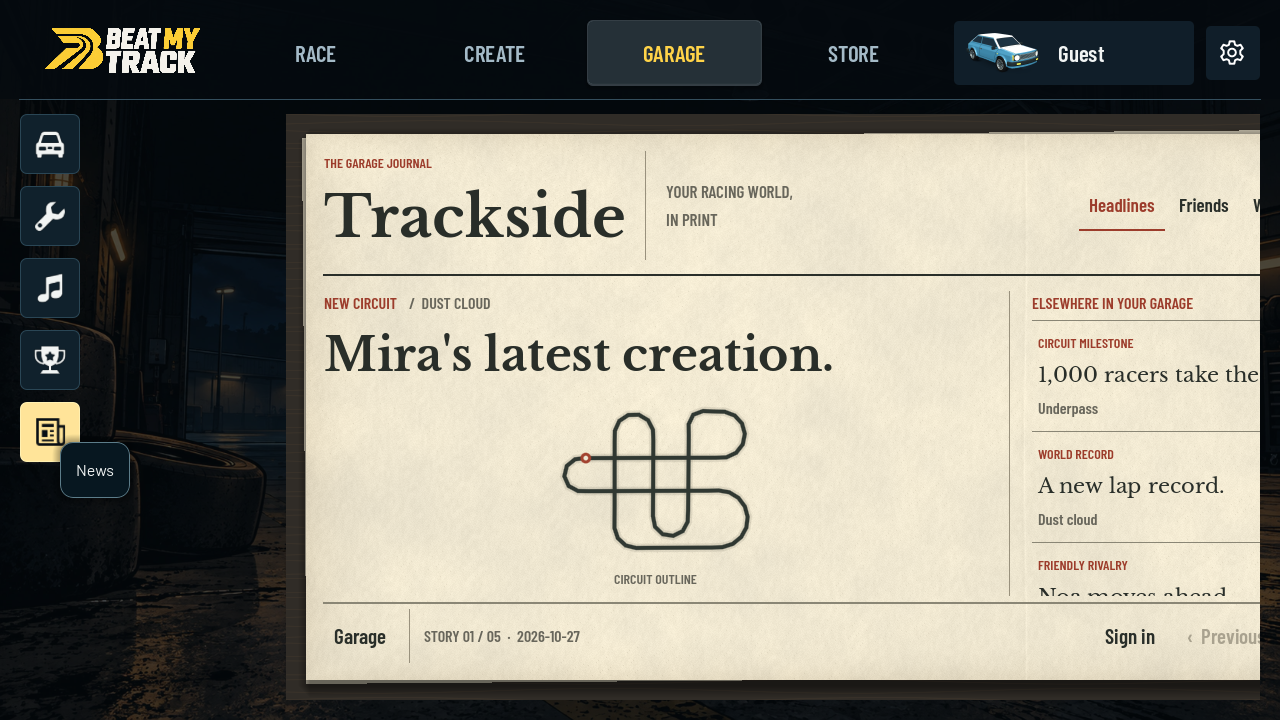 BEAT MY TRACK
RACE
CREATE
GARAGE
STORE
Guest
News
THE GARAGE JOURNAL
Trackside
YOUR RACING WORLD,
IN PRINT
Headlines
Friends
NEW CIRCUIT / DUST CLOUD
Mira's latest creation.
CIRCUIT OUTLINE
ELSEWHERE IN YOUR GARAGE
CIRCUIT MILESTONE
1,000 racers take the
Underpass
WORLD RECORD
A new lap record.
Dust cloud
FRIENDLY RIVALRY
Noa moves ahead.
Garage
STORY 01 / 05 · 2026-10-27
Sign in
‹ Previous